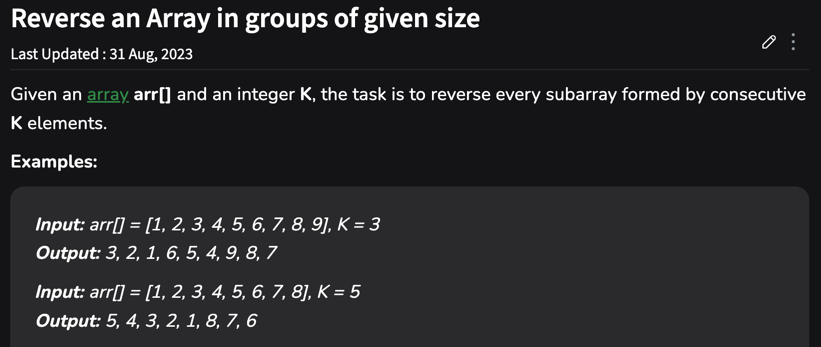 Reverse an Array in groups of given size
Last Updated : 31 Aug, 2023
Given an array arr[] and an integer K, the task is to reverse every subarray formed by consecutive
K elements.
Examples:
Input: arr[] = [1, 2, 3, 4, 5, 6, 7, 8, 9], K = 3
Output: 3, 2, 1, 6, 5, 4, 9, 8, 7
Input: arr[] = [1, 2, 3, 4, 5, 6, 7, 8], K = 5
Output: 5, 4, 3, 2, 1, 8, 7, 6